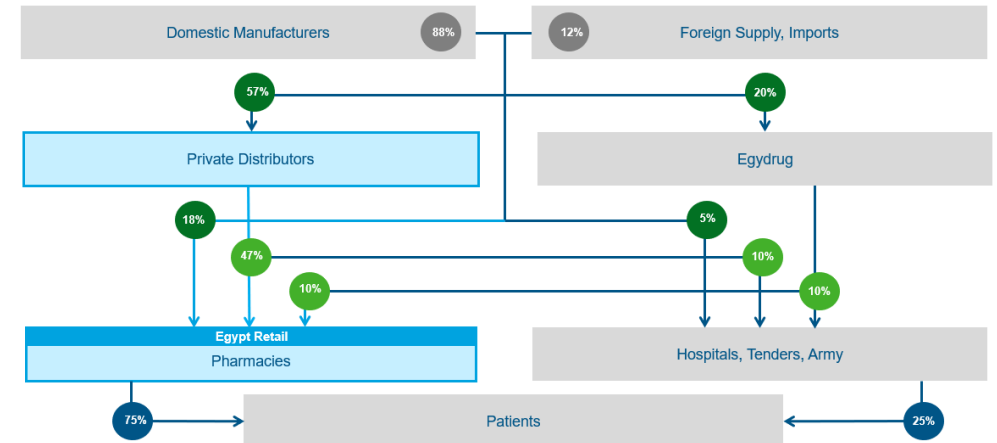 Domestic Manufacturers
88%
12%
Foreign Supply, Imports
57%
20%
Private Distributors
Egydrug
18%
5%
47%
10%
10%
10%
Egypt Retail
Pharmacies
Hospitals, Tenders, Army
75%
Patients
25%